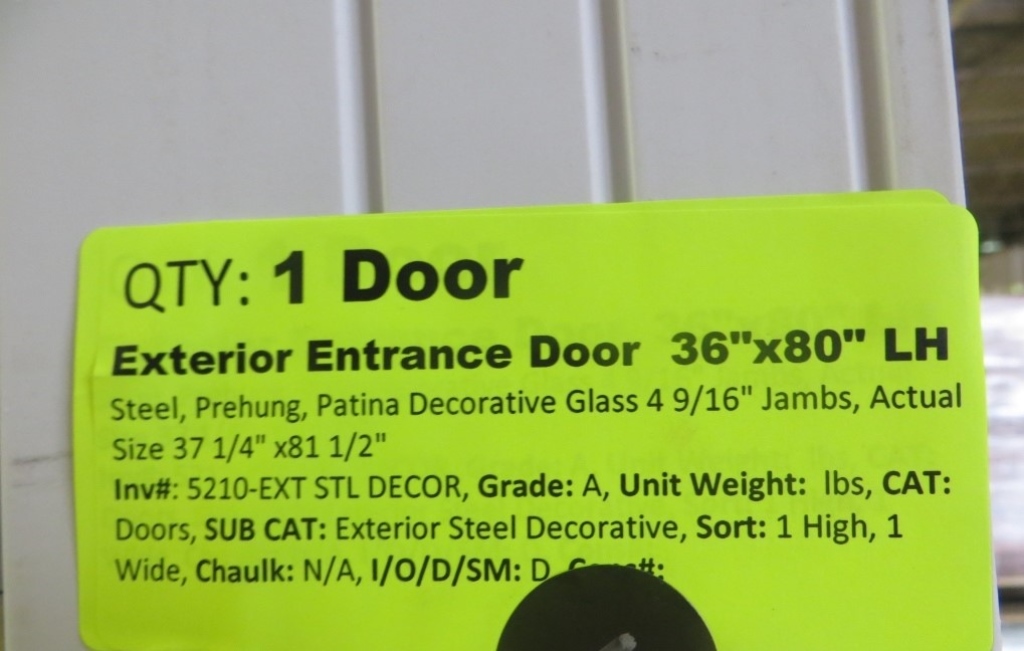 QTY: 1 Door
Exterior Entrance Door 36"x80" LH
Steel, Prehung, Patina Decorative Glass 4 9/16" Jambs, Actual
Size 37 1/4" x81 1/2"
Inv#: 5210-EXT STL DECOR, Grade: A, Unit Weight: lbs, CAT:
Doors, SUB CAT: Exterior Steel Decorative, Sort: 1 High, 1
Wide, Chaulk: N/A, I/O/D/SM: D